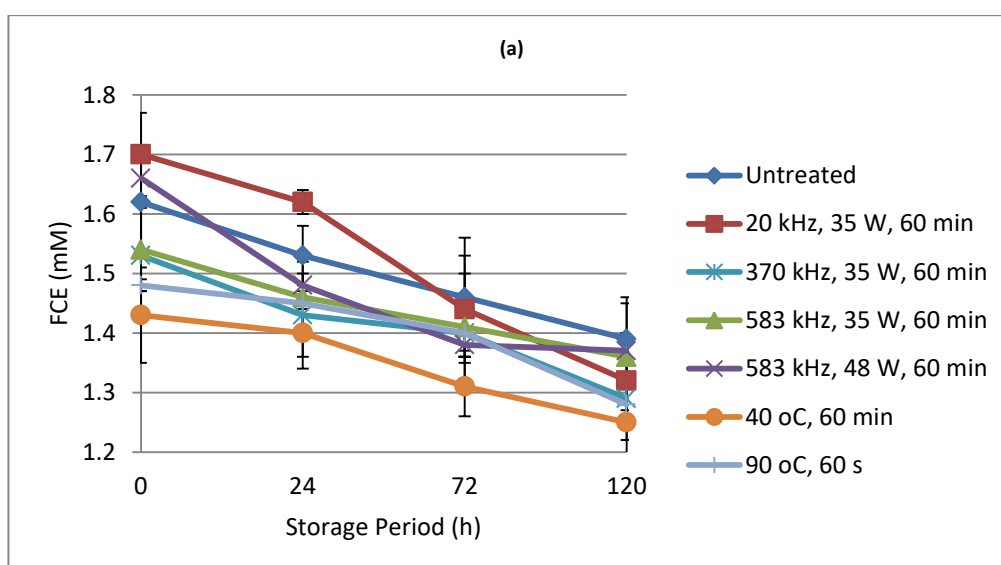 (a)
1.8
1.7
1.6
1.5
1.4
1.3
1.2
FCE (mM)
0 24 72 120
Storage Period (h)
Untreated
20 kHz, 35 W, 60 min
370 kHz, 35 W, 60 min
583 kHz, 35 W, 60 min
583 kHz, 48 W, 60 min
40 oC, 60 min
90 oC, 60 s